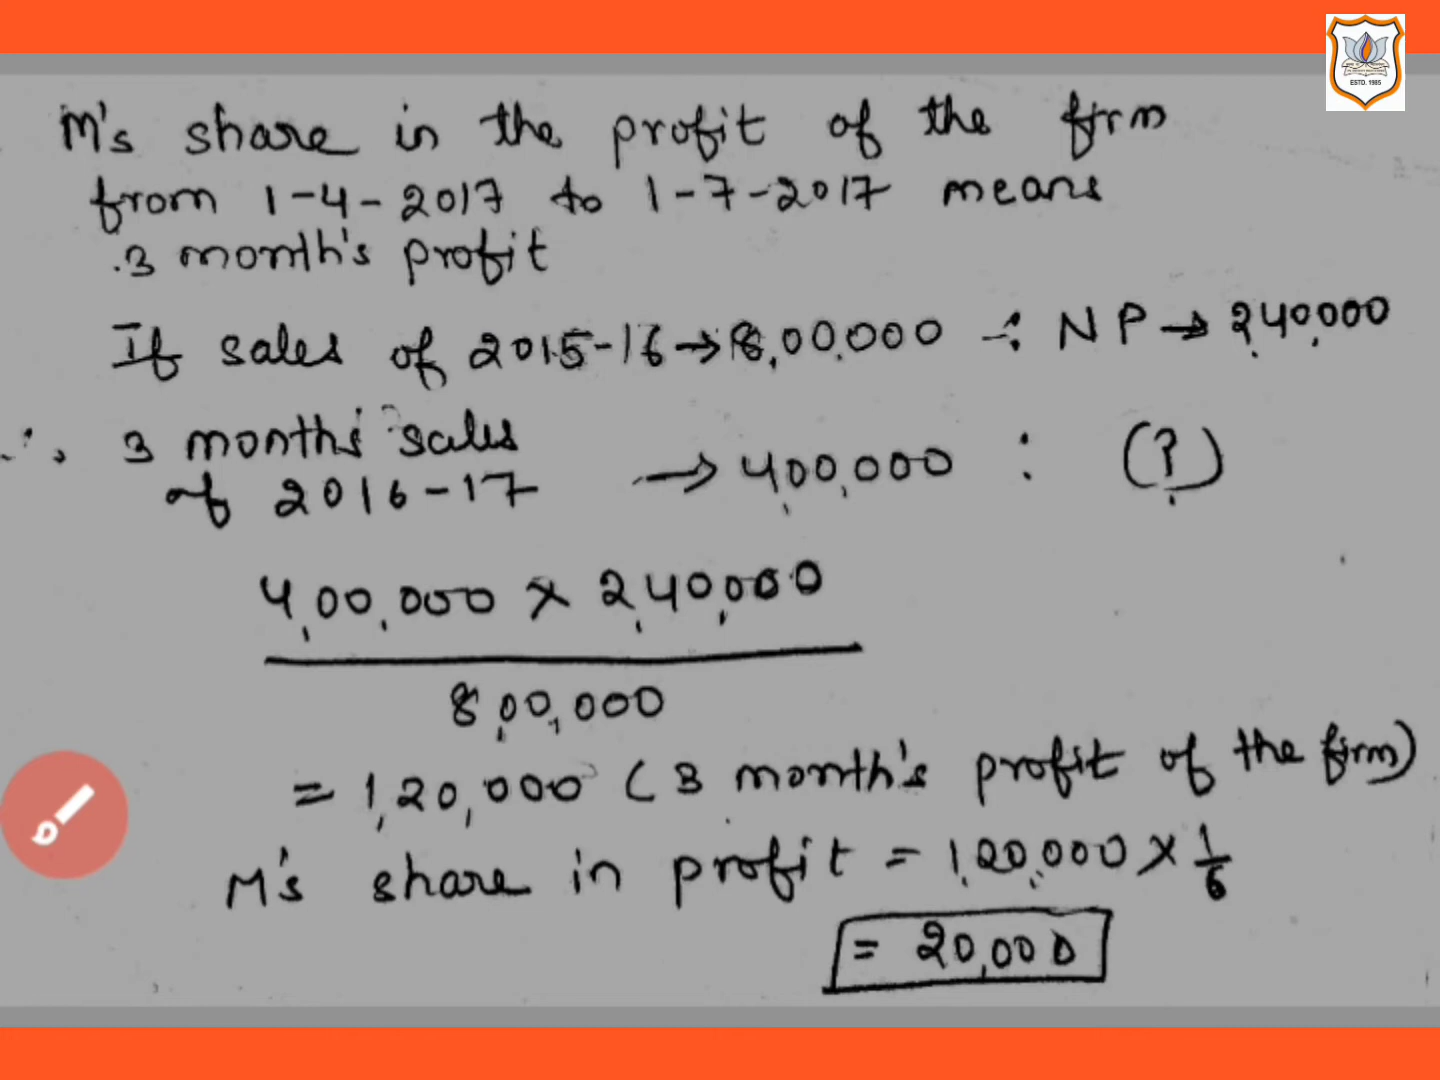 M's share in the profit of the firm
from 1-4-2017 to 1-7-2017 means
3 month's profit
If sales of 2015-16→8,00,000 ∴ NP→2,40,000
∴ 3 months' sales
of 2016-17 → 4,00,000 : (?)
4,00,000 × 2,40,000
8,00,000
= 1,20,000 (3 month's profit of the firm)
M's share in profit = 1,20,000 × 1/6
= 20,000
ESTD. 1985